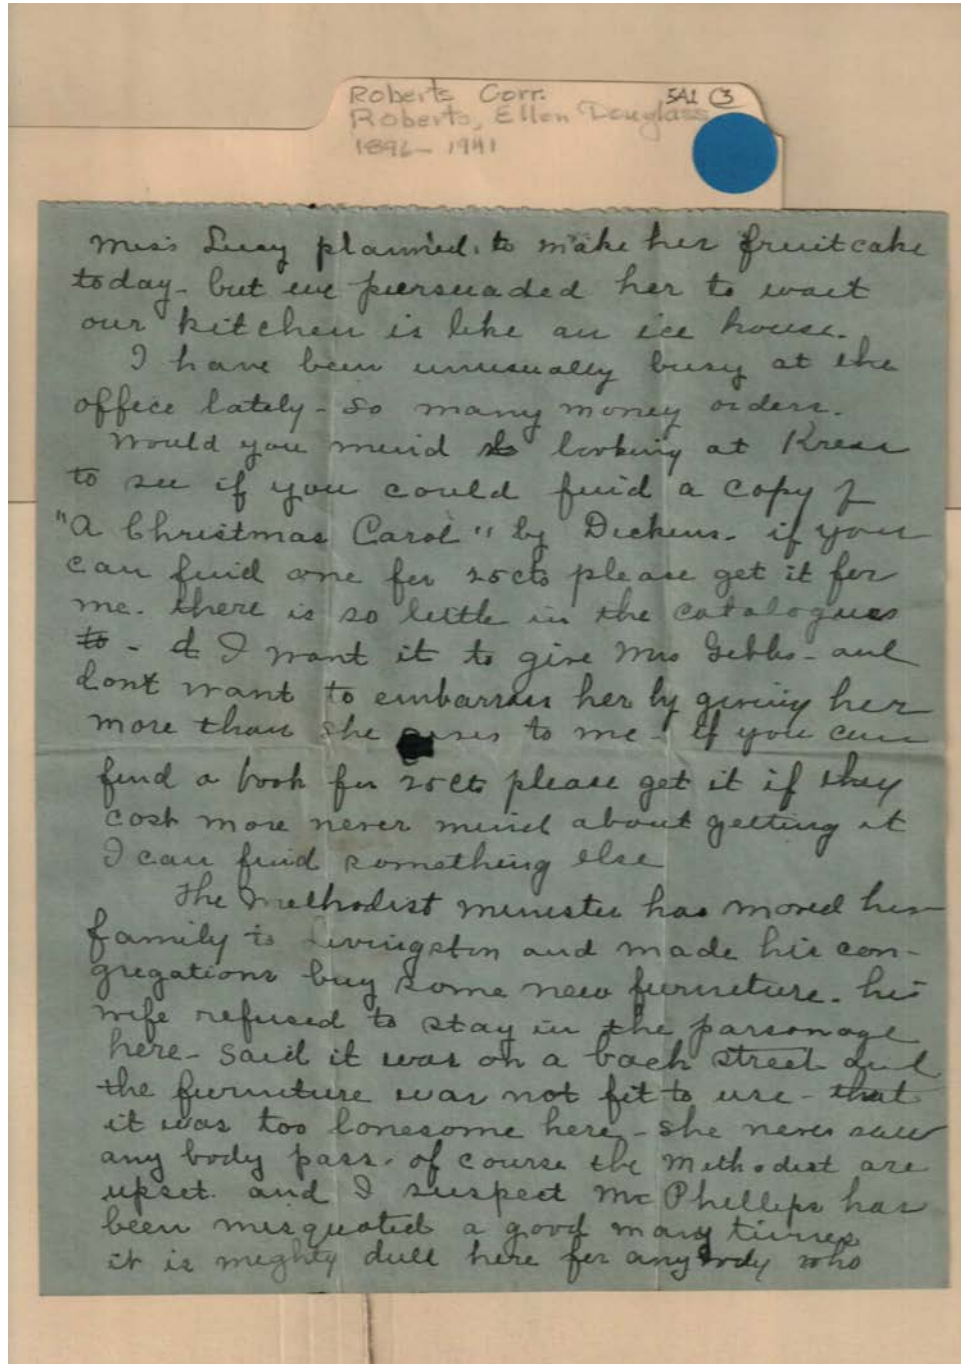 Roberts Corr. 5A1 (3)
Roberts, Ellen Douglass
1896-1941
Miss Lucy planned to make her fruitcake
today - but we persuaded her to wait
our kitchen is like an ice house.
I have been unusually busy at the
office lately - so many money orders.
Would you mind looking at Kress
to see if you could find a copy of
"A Christmas Carol" by Dickens - if you
can find one for 25cts please get it for
me. there is so little in the catalogues
to - I want it to give Mrs Gibbs - and
dont want to embarrass her by giving her
more than she gives to me - if you can
find a book for 25cts please get it if they
cost more never mind about getting it
I can find something else
The Methodist minister has moved his
family to Livingston and made his con-
gregations buy some new furniture - his
wife refused to stay in the parsonage
here - said it was on a back street and
the furniture was not fit to use - that
it was too lonesome here - she never saw
any body pass. of course the Methodist are
upset. and I suspect Mr Phillips has
been misquoted a good many times
it is mighty dull here for anybody who